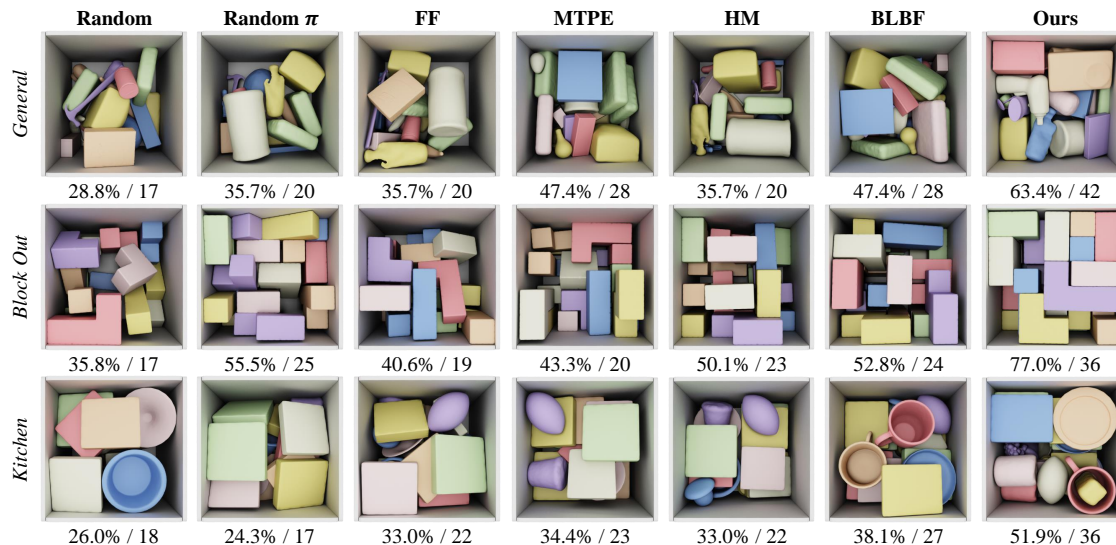 Random Random π FF MTPE HM BLBF Ours
General
28.8% / 17 35.7% / 20 35.7% / 20 47.4% / 28 35.7% / 20 47.4% / 28 63.4% / 42
Block Out
35.8% / 17 55.5% / 25 40.6% / 19 43.3% / 20 50.1% / 23 52.8% / 24 77.0% / 36
Kitchen
26.0% / 18 24.3% / 17 33.0% / 22 34.4% / 23 33.0% / 22 38.1% / 27 51.9% / 36